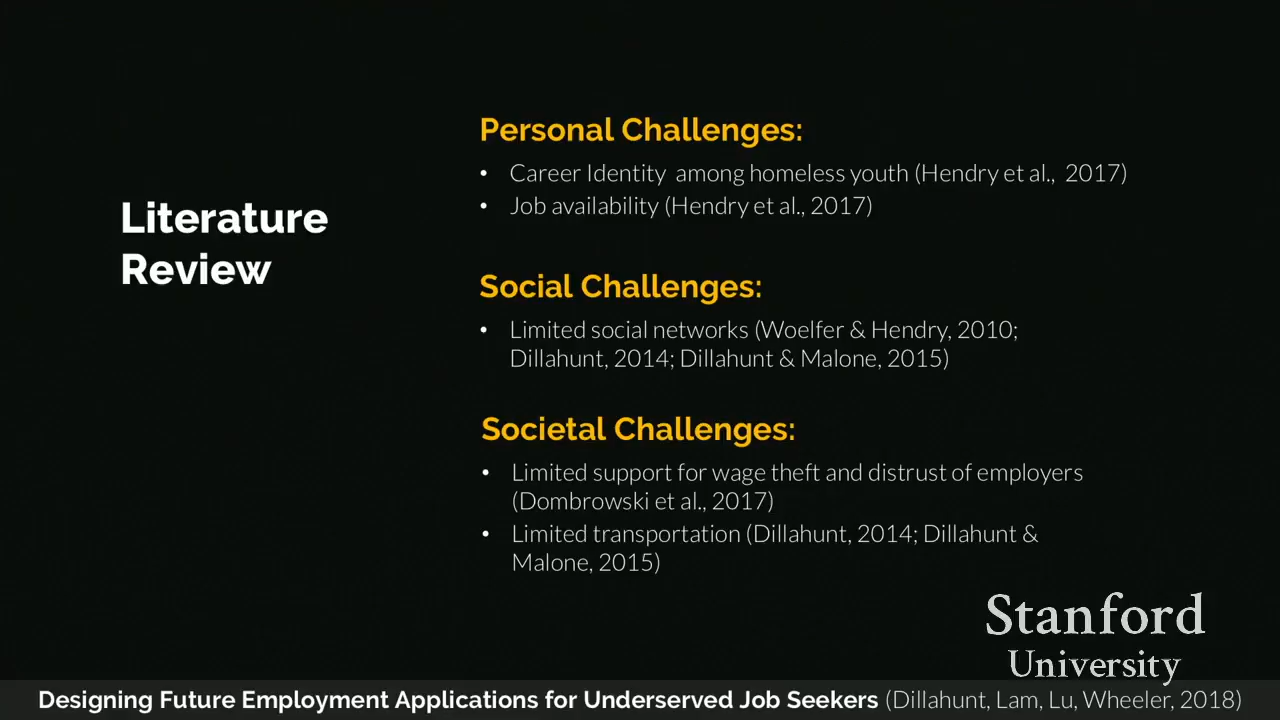 Literature
Review
Personal Challenges:
• Career Identity among homeless youth (Hendry et al., 2017)
• Job availability (Hendry et al., 2017)
Social Challenges:
• Limited social networks (Woelfer & Hendry, 2010;
Dillahunt, 2014; Dillahunt & Malone, 2015)
Societal Challenges:
• Limited support for wage theft and distrust of employers
(Dombrowski et al., 2017)
• Limited transportation (Dillahunt, 2014; Dillahunt &
Malone, 2015)
Stanford
University
Designing Future Employment Applications for Underserved Job Seekers (Dillahunt, Lam, Lu, Wheeler, 2018)